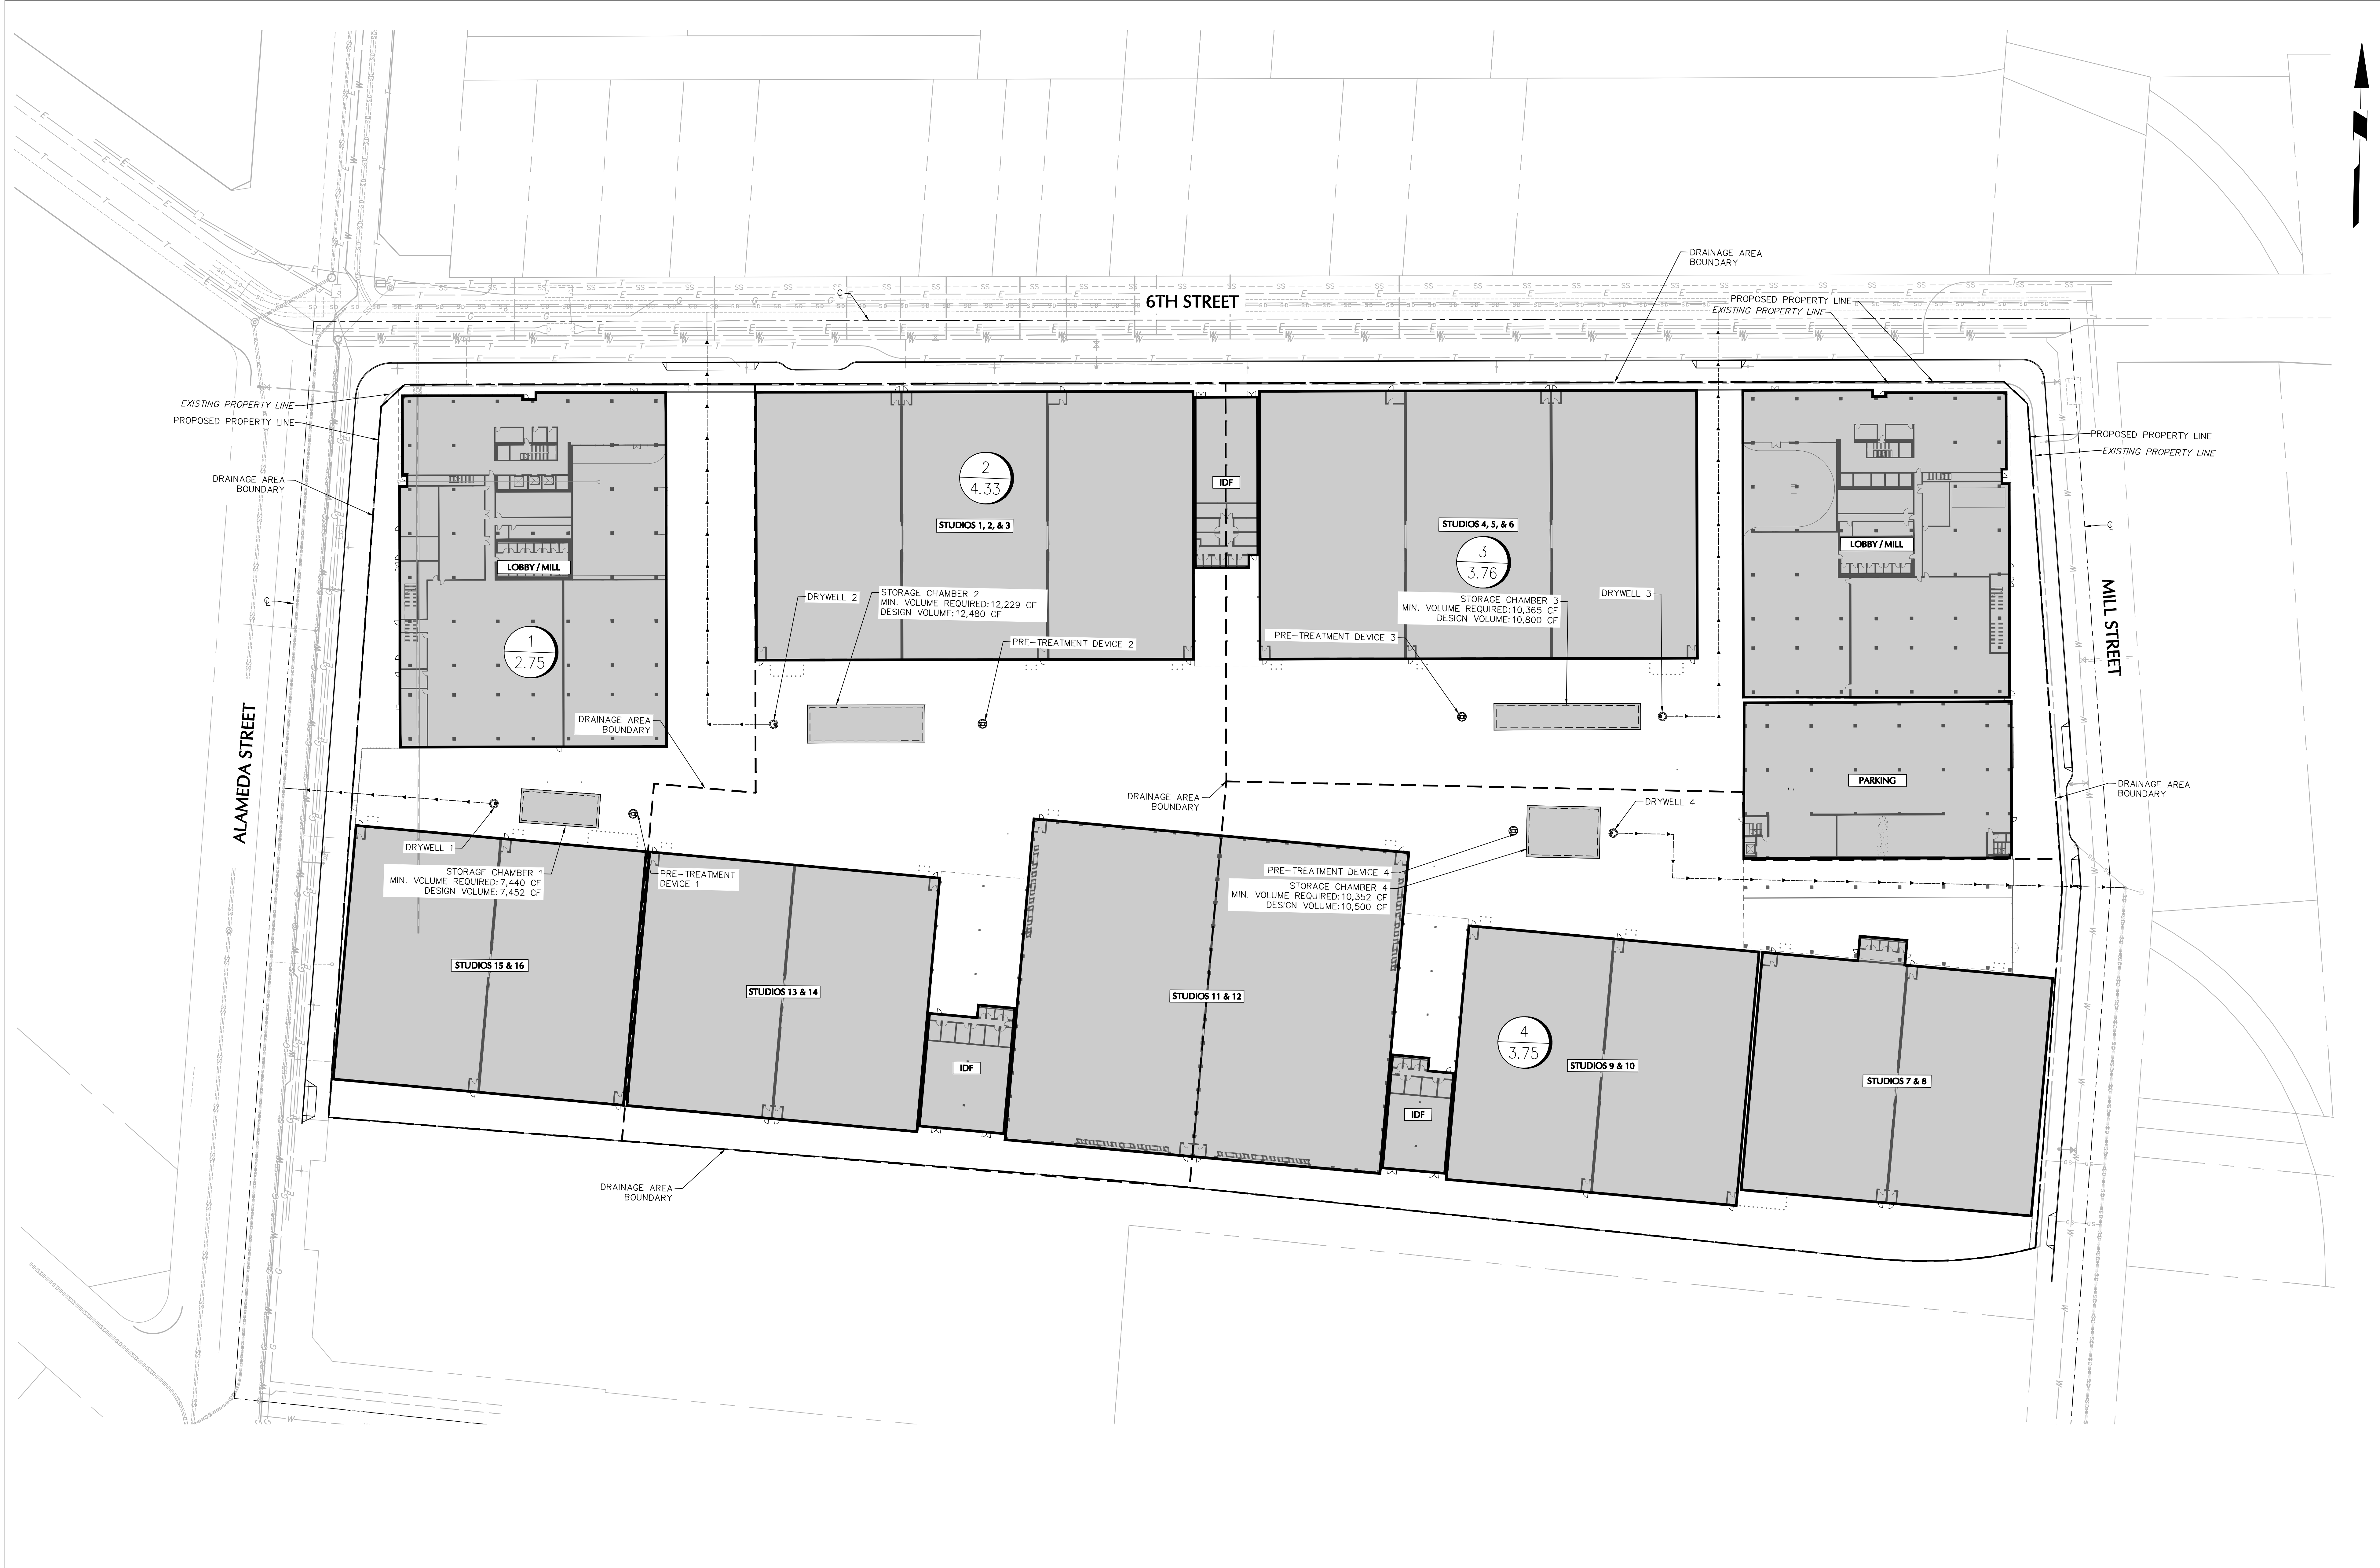 DRAINAGE AREA
BOUNDARY
6TH STREET
PROPOSED PROPERTY LINE
EXISTING PROPERTY LINE
EXISTING PROPERTY LINE
PROPOSED PROPERTY LINE
DRAINAGE AREA
BOUNDARY
PROPOSED PROPERTY LINE
EXISTING PROPERTY LINE
2
4.33
IDF
STUDIOS 1, 2, & 3
STUDIOS 4, 5, & 6
3
3.76
LOBBY / MILL
LOBBY / MILL
1
2.75
DRYWELL 2
STORAGE CHAMBER 2
MIN. VOLUME REQUIRED: 12,229 CF
DESIGN VOLUME: 12,480 CF
PRE-TREATMENT DEVICE 2
STORAGE CHAMBER 3
MIN. VOLUME REQUIRED: 10,365 CF
DESIGN VOLUME: 10,800 CF
PRE-TREATMENT DEVICE 3
DRYWELL 3
MILL STREET
ALAMEDA STREET
DRAINAGE AREA
BOUNDARY
PARKING
DRAINAGE AREA
BOUNDARY
DRAINAGE AREA
BOUNDARY
DRYWELL 4
DRYWELL 1
STORAGE CHAMBER 1
MIN. VOLUME REQUIRED: 7,440 CF
DESIGN VOLUME: 7,452 CF
PRE-TREATMENT
DEVICE 1
PRE-TREATMENT DEVICE 4
STORAGE CHAMBER 4
MIN. VOLUME REQUIRED: 10,352 CF
DESIGN VOLUME: 10,500 CF
STUDIOS 15 & 16
STUDIOS 13 & 14
STUDIOS 11 & 12
4
3.75
STUDIOS 9 & 10
STUDIOS 7 & 8
IDF
IDF
DRAINAGE AREA
BOUNDARY